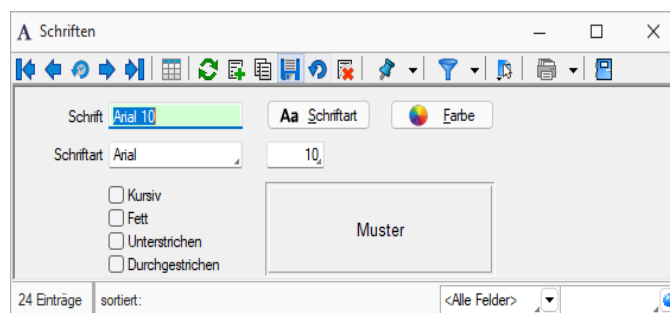 A Schriften
Schrift Arial 10 Aa Schriftart Farbe
Schriftart Arial 10
Kursiv
Fett
Unterstrichen
Durchgestrichen
Muster
24 Einträge sortiert: <Alle Felder>